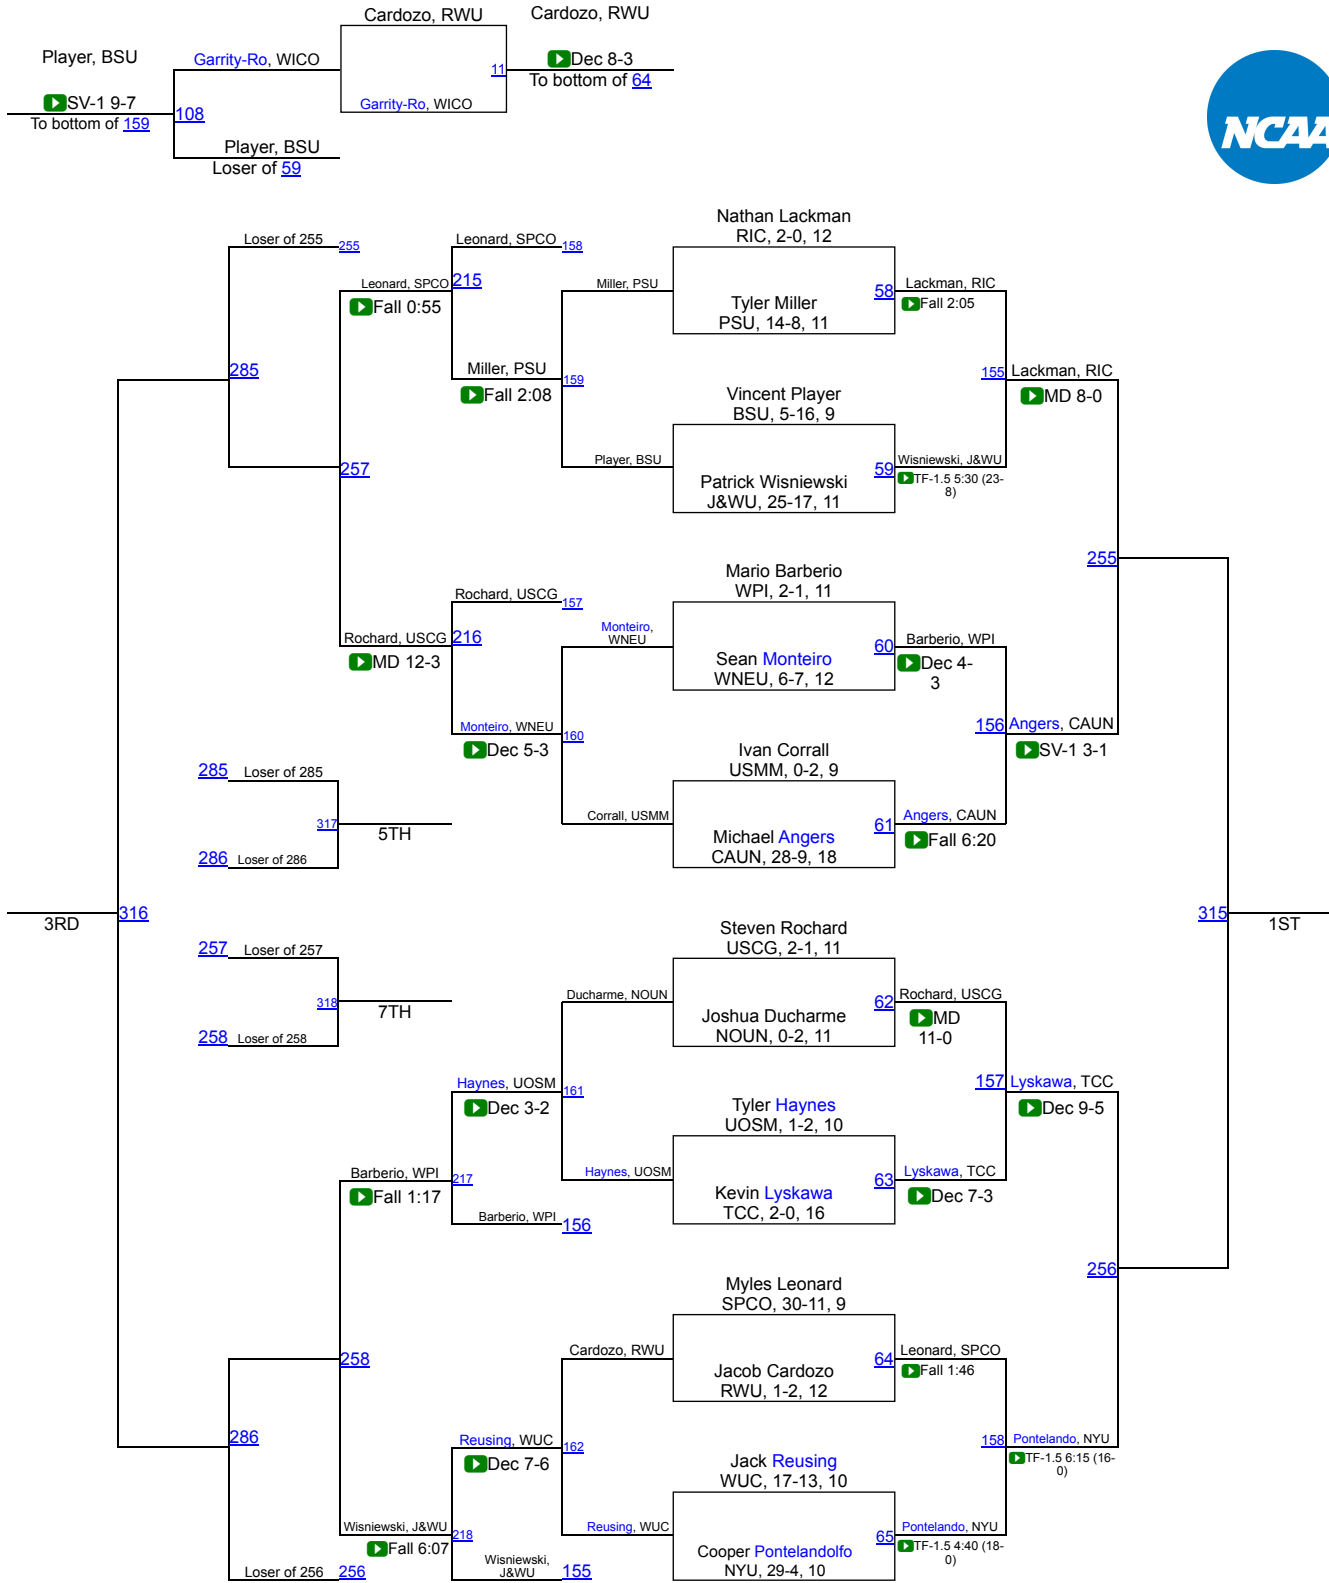 Cardozo, RWU
Cardozo, RWU
Player, BSU
Garrity-Ro, WICO
Dec 8-3
11
To bottom of 64
SV-1 9-7
Garrity-Ro, WICO
To bottom of 159
108
Player, BSU
Loser of 59
NCAA
Nathan Lackman
RIC, 2-0, 12
Loser of 255
255
Leonard, SPCO
158
Leonard, SPCO
215
Miller, PSU
58
Lackman, RIC
Fall 0:55
Tyler Miller
PSU, 14-8, 11
Fall 2:05
285
Miller, PSU
159
155
Lackman, RIC
Fall 2:08
Vincent Player
BSU, 5-16, 9
MD 8-0
257
Player, BSU
59
Wisniewski, J&WU
Patrick Wisniewski
J&WU, 25-17, 11
TF-1.5 5:30 (23-
8)
255
Mario Barberio
WPI, 2-1, 11
Rochard, USCG
157
Rochard, USCG
216
Monteiro,
WNEU
60
Barberio, WPI
MD 12-3
Sean Monteiro
WNEU, 6-7, 12
Dec 4-
3
Monteiro, WNEU
160
156
Angers, CAUN
Dec 5-3
Ivan Corrall
USMM, 0-2, 9
SV-1 3-1
285
Loser of 285
317
5TH
Corrall, USMM
61
Angers, CAUN
286
Loser of 286
Michael Angers
CAUN, 28-9, 18
Fall 6:20
3RD
316
315
1ST
257
Loser of 257
Steven Rochard
USCG, 2-1, 11
318
7TH
Ducharme, NOUN
62
Rochard, USCG
258
Loser of 258
Joshua Ducharme
NOUN, 0-2, 11
MD
11-0
Haynes, UOSM
161
157
Lyskawa, TCC
Dec 3-2
Tyler Haynes
UOSM, 1-2, 10
Dec 9-5
Barberio, WPI
217
Haynes, UOSM
63
Lyskawa, TCC
Fall 1:17
Kevin Lyskawa
TCC, 2-0, 16
Dec 7-3
Barberio, WPI
156
256
Myles Leonard
SPCO, 30-11, 9
258
Cardozo, RWU
64
Leonard, SPCO
Jacob Cardozo
RWU, 1-2, 12
Fall 1:46
286
Reusing, WUC
162
158
Pontelando, NYU
Dec 7-6
Jack Reusing
WUC, 17-13, 10
TF-1.5 6:15 (16-
0)
Wisniewski, J&WU
218
Reusing, WUC
65
Pontelando, NYU
Fall 6:07
Cooper Pontelandolfo
NYU, 29-4, 10
TF-1.5 4:40 (18-
0)
Loser of 256
256
Wisniewski,
J&WU
155